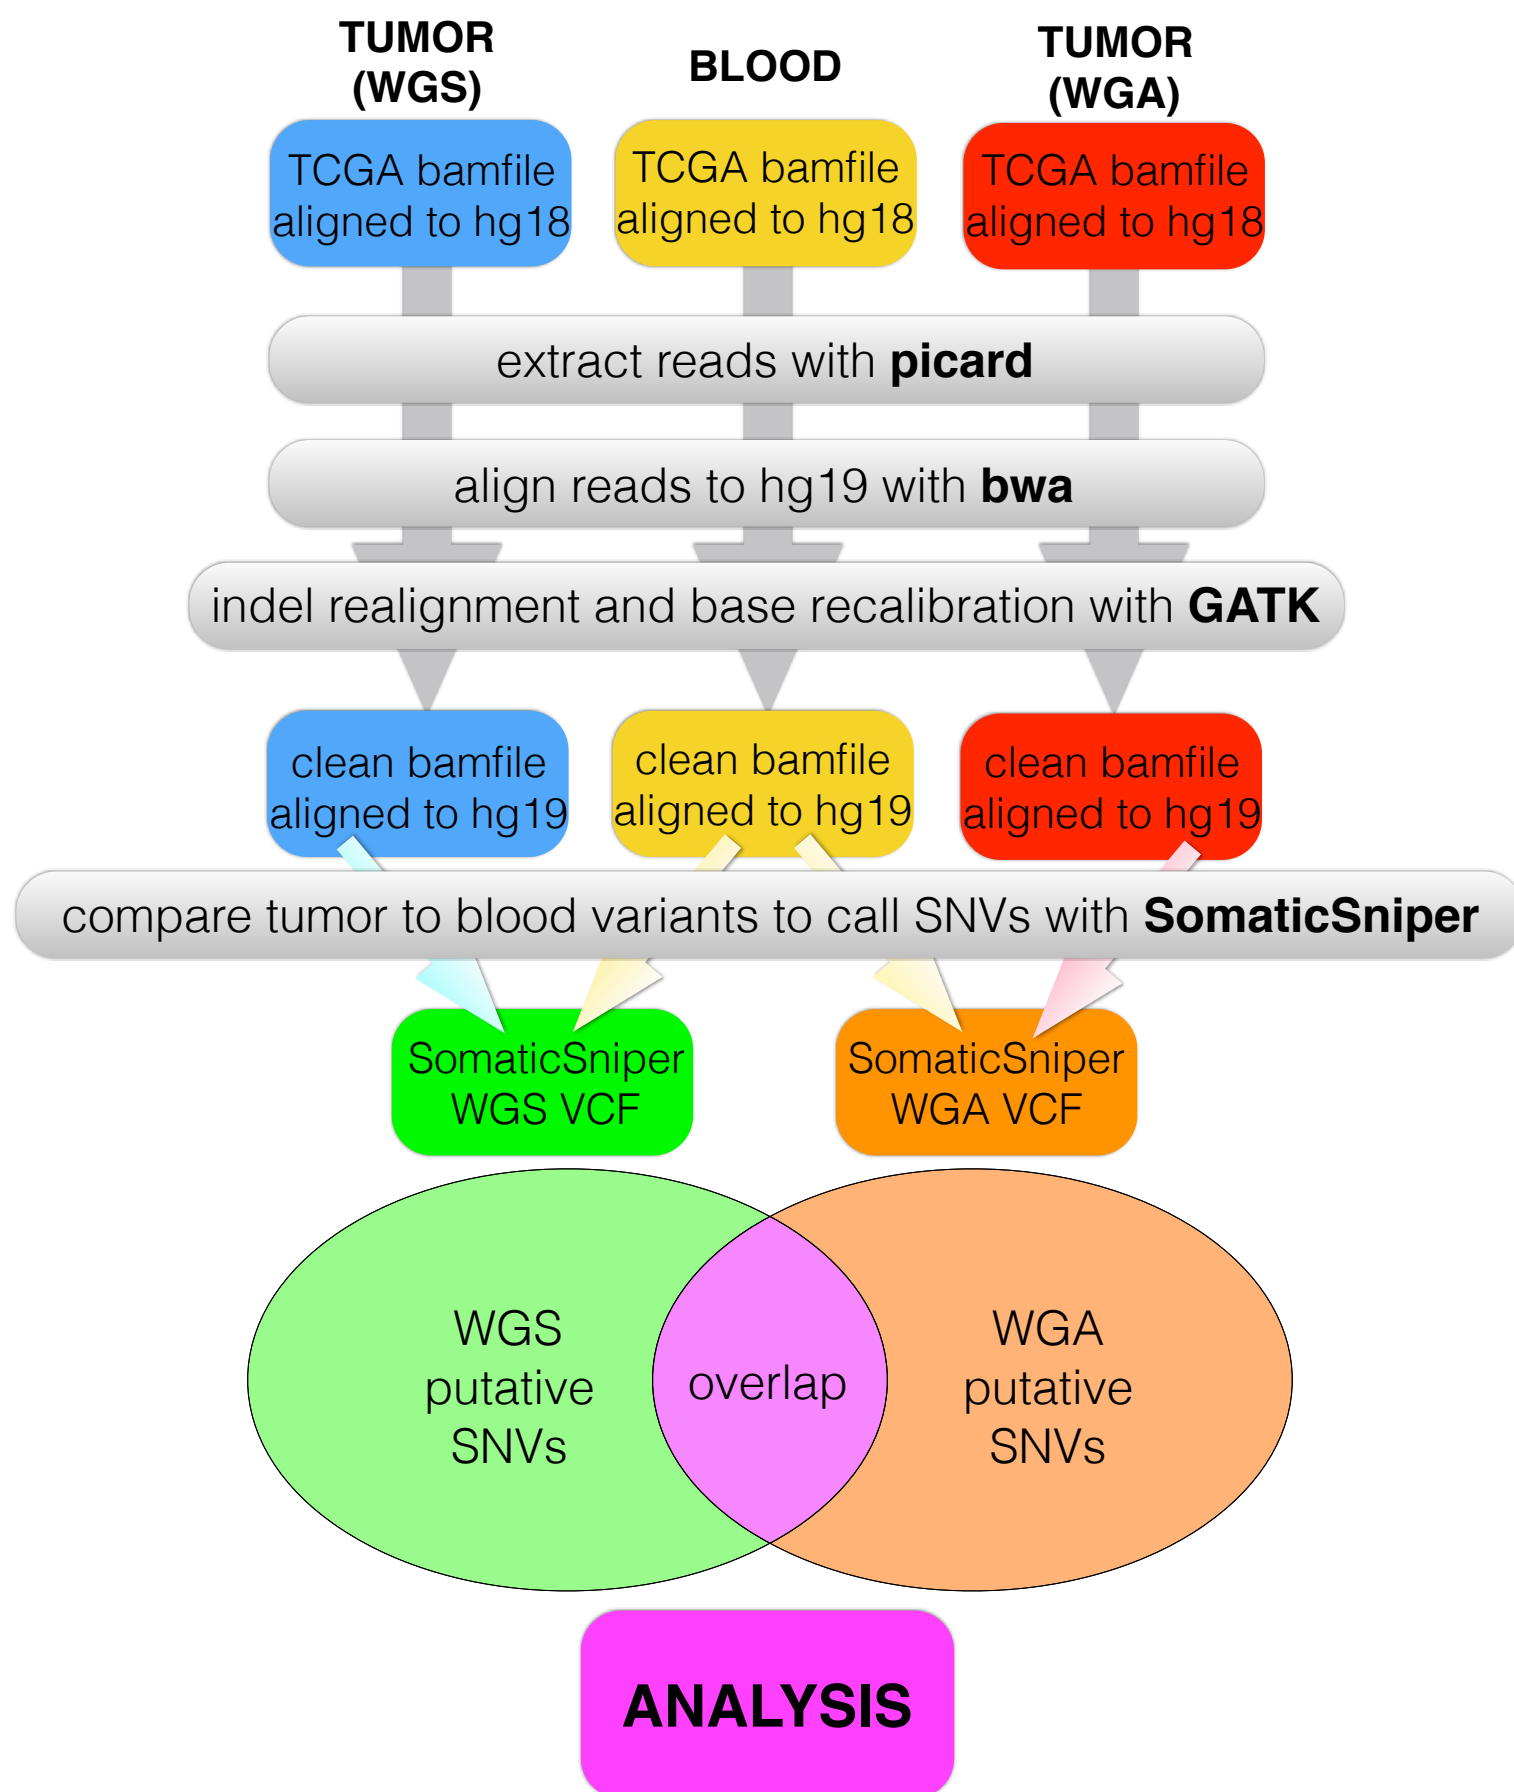 TUMOR
(WGS)
BLOOD
TUMOR
(WGA)
TCGA bamfile
aligned to hg18
TCGA bamfile
aligned to hg18
TCGA bamfile
aligned to hg18
extract reads with picard
align reads to hg19 with bwa
indel realignment and base recalibration with GATK
clean bamfile
aligned to hg19
clean bamfile
aligned to hg19
clean bamfile
aligned to hg19
compare tumor to blood variants to call SNVs with SomaticSniper
SomaticSniper
WGS VCF
SomaticSniper
WGA VCF
WGS
putative
SNVs
overlap
WGA
putative
SNVs
ANALYSIS